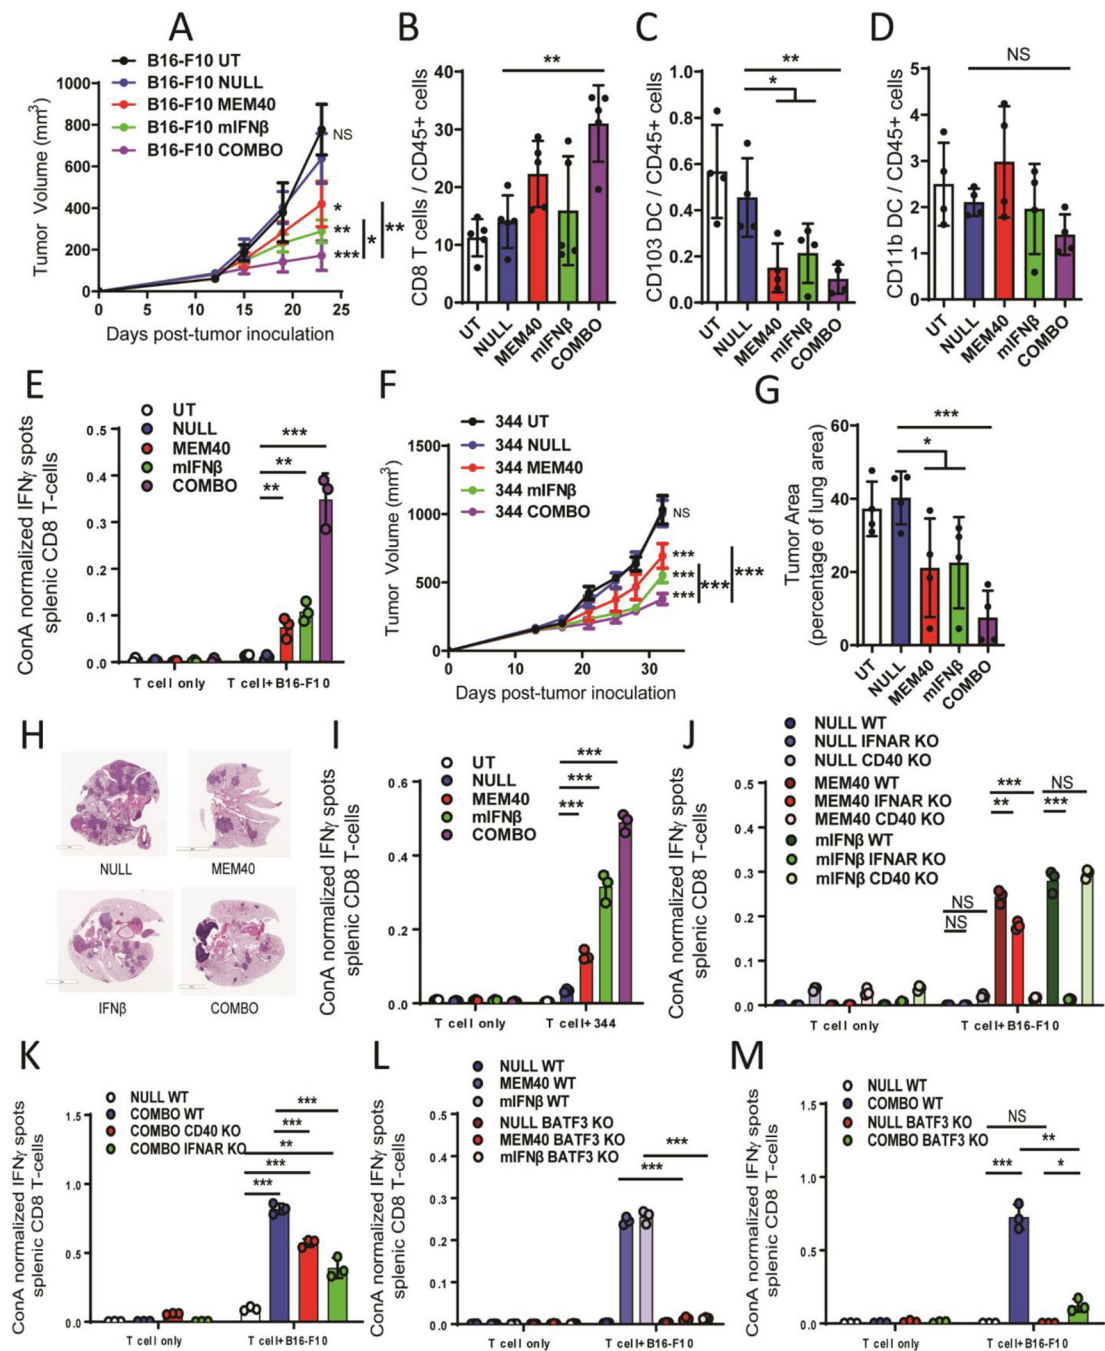 A
B16-F10 UT
B16-F10 NULL
B16-F10 MEM40
B16-F10 mIFNβ
B16-F10 COMBO
Tumor Volume (mm3)
1000
800
600
400
200
0
NS
*
**
***
*
**
0 5 10 15 20 25
Days post-tumor inoculation
B
CD8 T cells / CD45+ cells
40
30
20
10
0
**
UT NULL MEM40 mIFNβ COMBO
C
CD103 DC / CD45+ cells
1.0
0.8
0.6
0.4
0.2
0.0
**
*
UT NULL MEM40 mIFNβ COMBO
D
CD11b DC / CD45+ cells
5
4
3
2
1
0
NS
UT NULL MEM40 mIFNβ COMBO
E
UT
NULL
MEM40
mIFNβ
COMBO
ConA normalized IFNγ spots
splenic CD8 T-cells
0.5
0.4
0.3
0.2
0.1
0.0
***
**
**
T cell only T cell+B16-F10
F
344 UT
344 NULL
344 MEM40
344 mIFNβ
344 COMBO
Tumor Volume (mm3)
1500
1000
500
0
NS
***
***
***
***
***
0 10 20 30
Days post-tumor inoculation
G
Tumor Area
(percentage of lung area)
60
40
20
0
***
*
UT NULL MEM40 mIFNβ COMBO
H
NULL MEM40
IFNβ COMBO
I
UT
NULL
MEM40
mIFNβ
COMBO
ConA normalized IFNγ spots
splenic CD8 T-cells
0.6
0.4
0.2
0.0
***
***
***
T cell only T cell+344
J
NULL WT
NULL IFNAR KO
NULL CD40 KO
MEM40 WT
MEM40 IFNAR KO
MEM40 CD40 KO
mIFNβ WT
mIFNβ IFNAR KO
mIFNβ CD40 KO
ConA normalized IFNγ spots
splenic CD8 T-cells
0.5
0.4
0.3
0.2
0.1
0.0
NS
NS
***
**
NS
***
T cell only T cell+B16-F10
K
NULL WT
COMBO WT
COMBO CD40 KO
COMBO IFNAR KO
ConA normalized IFNγ spots
splenic CD8 T-cells
1.5
1.0
0.5
0.0
***
***
**
***
***
T cell only T cell+B16-F10
L
NULL WT
MEM40 WT
mIFNβ WT
NULL BATF3 KO
MEM40 BATF3 KO
mIFNβ BATF3 KO
ConA normalized IFNγ spots
splenic CD8 T-cells
0.5
0.4
0.3
0.2
0.1
0.0
***
***
T cell only T cell+B16-F10
M
NULL WT
COMBO WT
NULL BATF3 KO
COMBO BATF3 KO
ConA normalized IFNγ spots
splenic CD8 T-cells
1.5
1.0
0.5
0.0
NS
**
***
*
T cell only T cell+B16-F10